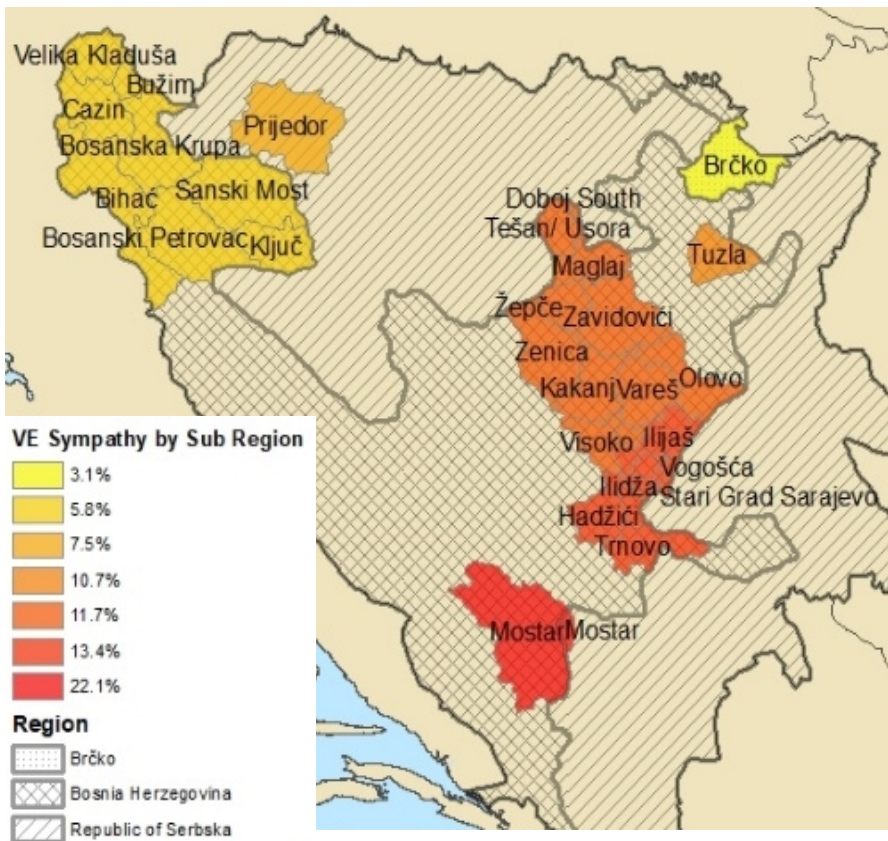 Velika Kladuša
Bužim
Cazin
Prijedor
Bosanska Krupa
Brčko
Bihać
Sanski Most
Doboj South
Tešan/ Usora
Bosanski Petrovac
Ključ
Tuzla
Maglaj
Žepče
Zavidovići
Zenica
Kakanj
Vareš
Olovo
Visoko
Ilijaš
Vogošća
Ilidža
Stari Grad Sarajevo
Hadžići
Trnovo
Mostar
Mostar
VE Sympathy by Sub Region
3.1%
5.8%
7.5%
10.7%
11.7%
13.4%
22.1%
Region
Brčko
Bosnia Herzegovina
Republic of Serbska